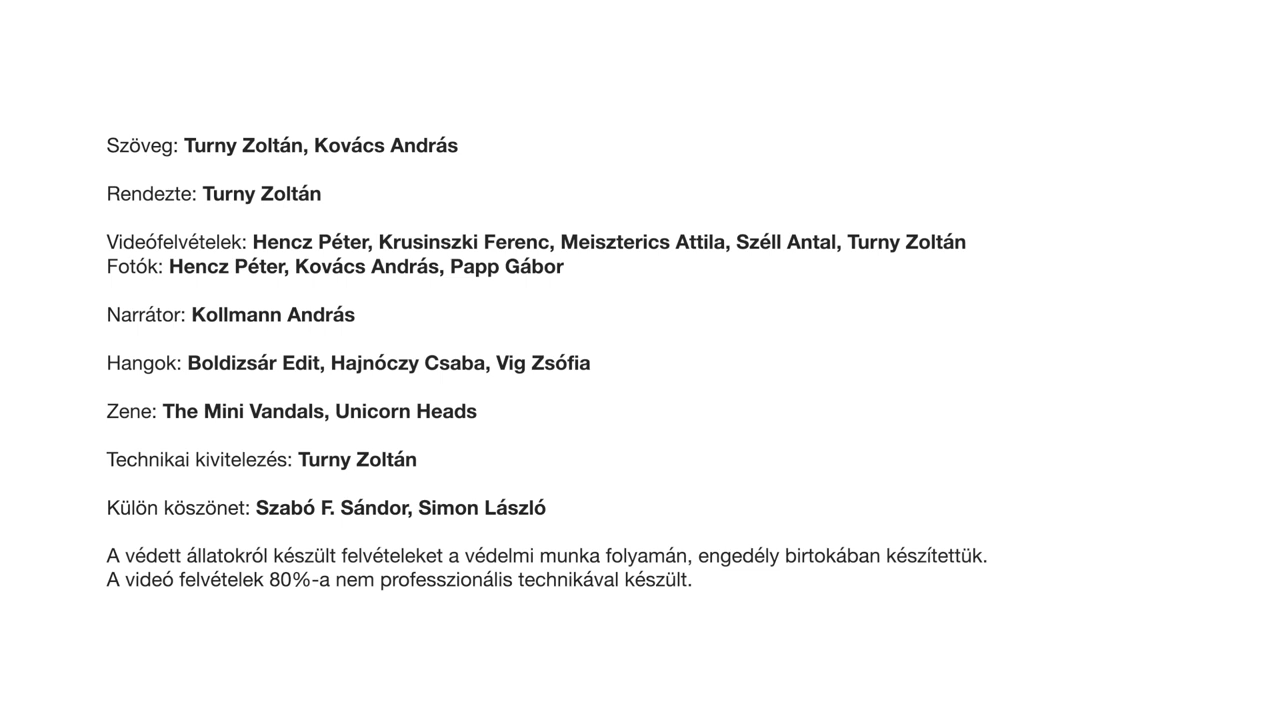 Szöveg: Turny Zoltán, Kovács András
Rendezte: Turny Zoltán
Videófelvételek: Hencz Péter, Krusinszki Ferenc, Meiszterics Attila, Széll Antal, Turny Zoltán
Fotók: Hencz Péter, Kovács András, Papp Gábor
Narrátor: Kollmann András
Hangok: Boldizsár Edit, Hajnóczy Csaba, Vig Zsófia
Zene: The Mini Vandals, Unicorn Heads
Technikai kivitelezés: Turny Zoltán
Külön köszönet: Szabó F. Sándor, Simon László
A védett állatokról készült felvételeket a védelmi munka folyamán, engedély birtokában készítettük.
A videó felvételek 80%-a nem professzionális technikával készült.